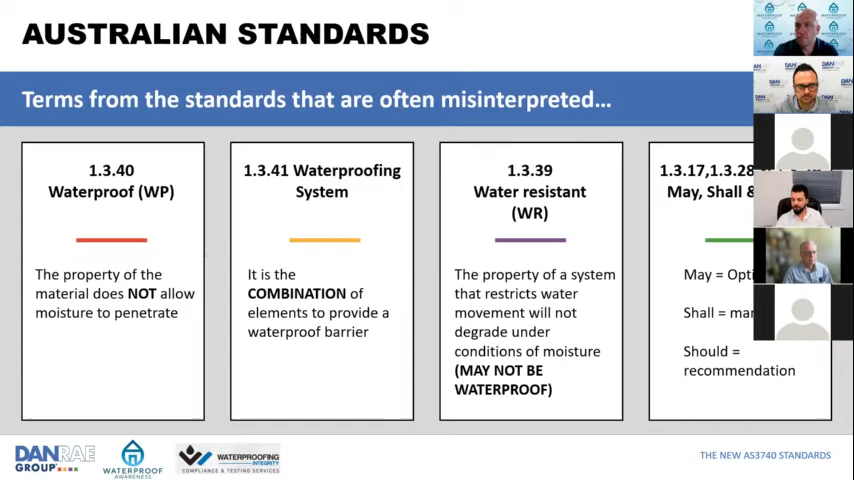 AUSTRALIAN STANDARDS
Terms from the standards that are often misinterpreted...
1.3.40
Waterproof (WP)
The property of the
material does NOT allow
moisture to penetrate
1.3.41 Waterproofing
System
It is the
COMBINATION of
elements to provide a
waterproof barrier
1.3.39
Water resistant
(WR)
The property of a system
that restricts water
movement will not
degrade under
conditions of moisture
(MAY NOT BE
WATERPROOF)
1.3.17,1.3.28
May, Shall &
May = Opti
Shall = mar
Should =
recommendation
DANRAE
GROUP
WATERPROOF
AWARENESS
WATERPROOFING
INTEGRITY
COMPLIANCE & TESTING SERVICES
THE NEW AS3740 STANDARDS